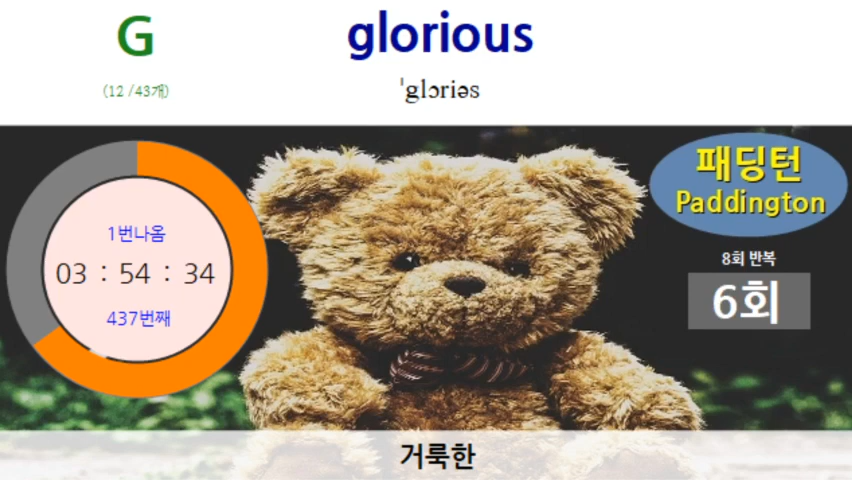 G
glorious
(12 /43개)
ˈglɔriəs
패딩턴
Paddington
1번나옴
03 : 54 : 34
437번째
8회 반복
6회
거룩한